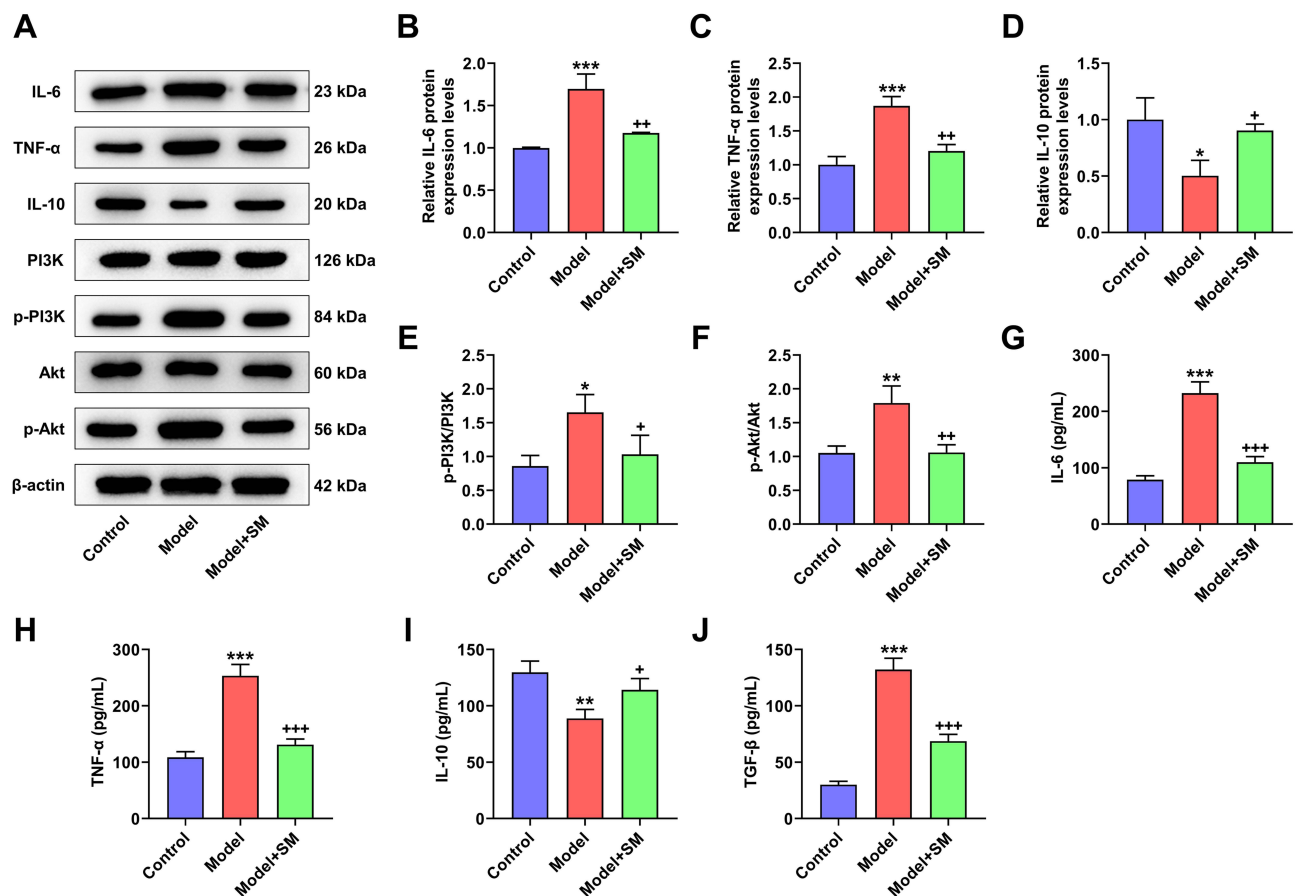 A
IL-6
23 kDa
TNF-α
26 kDa
IL-10
20 kDa
PI3K
126 kDa
p-PI3K
84 kDa
Akt
60 kDa
p-Akt
56 kDa
β-actin
42 kDa
Control
Model
Model+SM
B
Relative IL-6 protein
expression levels
2.0
1.5
1.0
0.5
0.0
***
++
Control
Model
Model+SM
C
Relative TNF-α protein
expression levels
2.5
2.0
1.5
1.0
0.5
0.0
***
++
Control
Model
Model+SM
D
Relative IL-10 protein
expression levels
1.5
1.0
0.5
0.0
*
+
Control
Model
Model+SM
E
p-PI3K/PI3K
2.5
2.0
1.5
1.0
0.5
0.0
*
+
Control
Model
Model+SM
F
p-Akt/Akt
2.5
2.0
1.5
1.0
0.5
0.0
**
++
Control
Model
Model+SM
G
IL-6 (pg/mL)
300
200
100
0
***
+++
Control
Model
Model+SM
H
TNF-α (pg/mL)
300
200
100
0
***
+++
Control
Model
Model+SM
I
IL-10 (pg/mL)
150
100
50
0
**
+
Control
Model
Model+SM
J
TGF-β (pg/mL)
150
100
50
0
***
+++
Control
Model
Model+SM